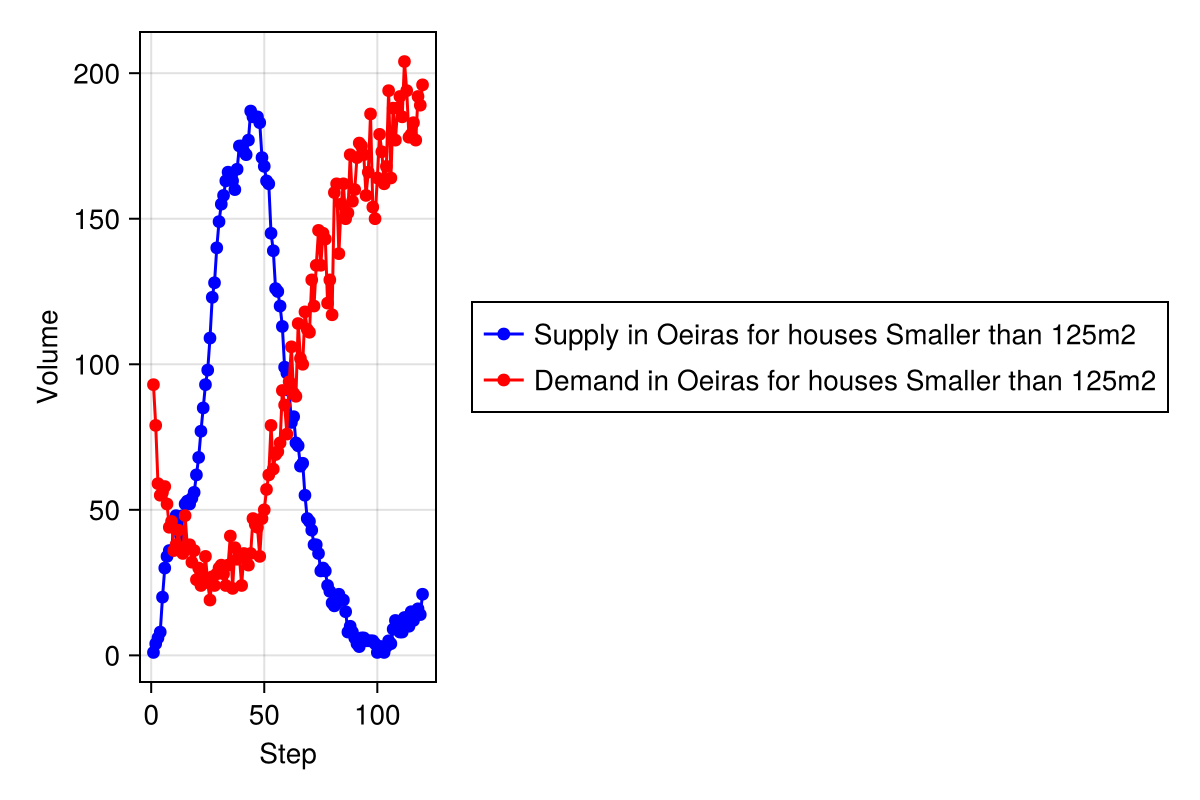 200
150
100
50
0
Volume
0 50 100
Step
Supply in Oeiras for houses Smaller than 125m2
Demand in Oeiras for houses Smaller than 125m2